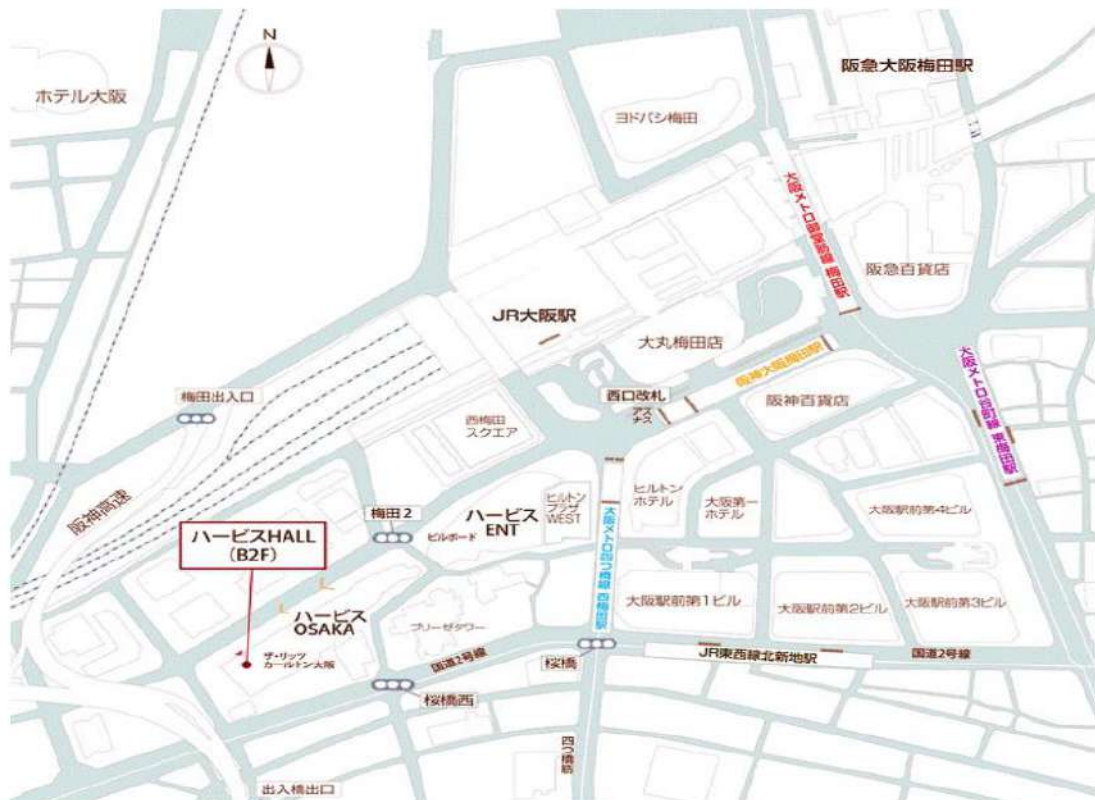 N
ホテル大阪
阪急大阪梅田駅
ヨドバシ梅田
大阪メトロ御堂筋線 梅田駅
阪急百貨店
JR大阪駅
大丸梅田店
阪神大阪梅田駅
大阪メトロ谷町線 東梅田駅
梅田出入口
西口改札
アズ
ナス
阪神百貨店
西梅田
スクエア
阪神高速
梅田2
ハービス
ENT
ビルボード
ヒルトン
プラザ
WEST
ヒルトン
ホテル
大阪第一
ホテル
大阪駅前第4ビル
ハービスHALL
(B2F)
大阪メトロ四つ橋線 西梅田駅
ハービス
OSAKA
ブリーゼタワー
大阪駅前第1ビル
大阪駅前第2ビル
大阪駅前第3ビル
ザ・リッツ
カールトン大阪
国道2号線
桜橋
JR東西線北新地駅
国道2号線
桜橋西
四つ橋筋
出入橋出口